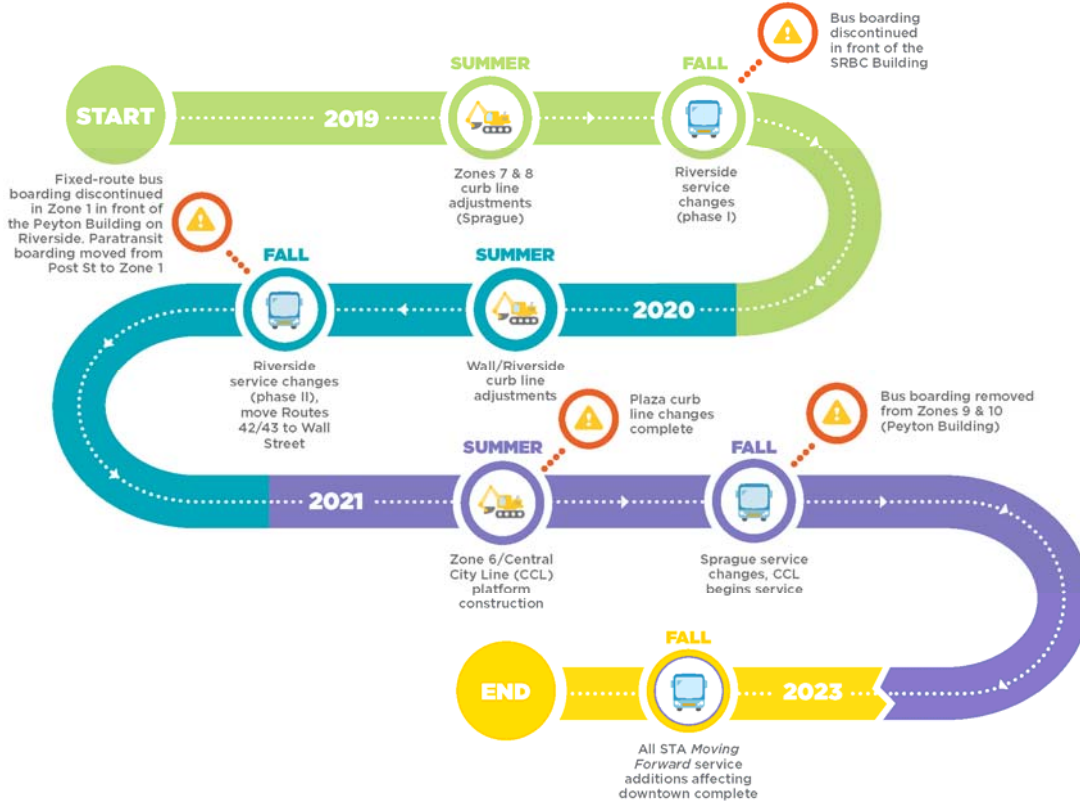 START
2019
SUMMER
Zones 7 & 8
curb line
adjustments
(Sprague)
FALL
Riverside
service
changes
(phase I)
Bus boarding
discontinued
in front of the
SRBC Building
2020
SUMMER
Wall/Riverside
curb line
adjustments
FALL
Riverside
service changes
(phase II),
move Routes
42/43 to Wall
Street
Fixed-route bus
boarding discontinued
in Zone 1 in front of
the Peyton Building on
Riverside. Paratransit
boarding moved from
Post St to Zone 1
2021
SUMMER
Zone 6/Central
City Line (CCL)
platform
construction
Plaza curb
line changes
complete
FALL
Sprague service
changes, CCL
begins service
Bus boarding removed
from Zones 9 & 10
(Peyton Building)
2023
FALL
All STA Moving
Forward service
additions affecting
downtown complete
END